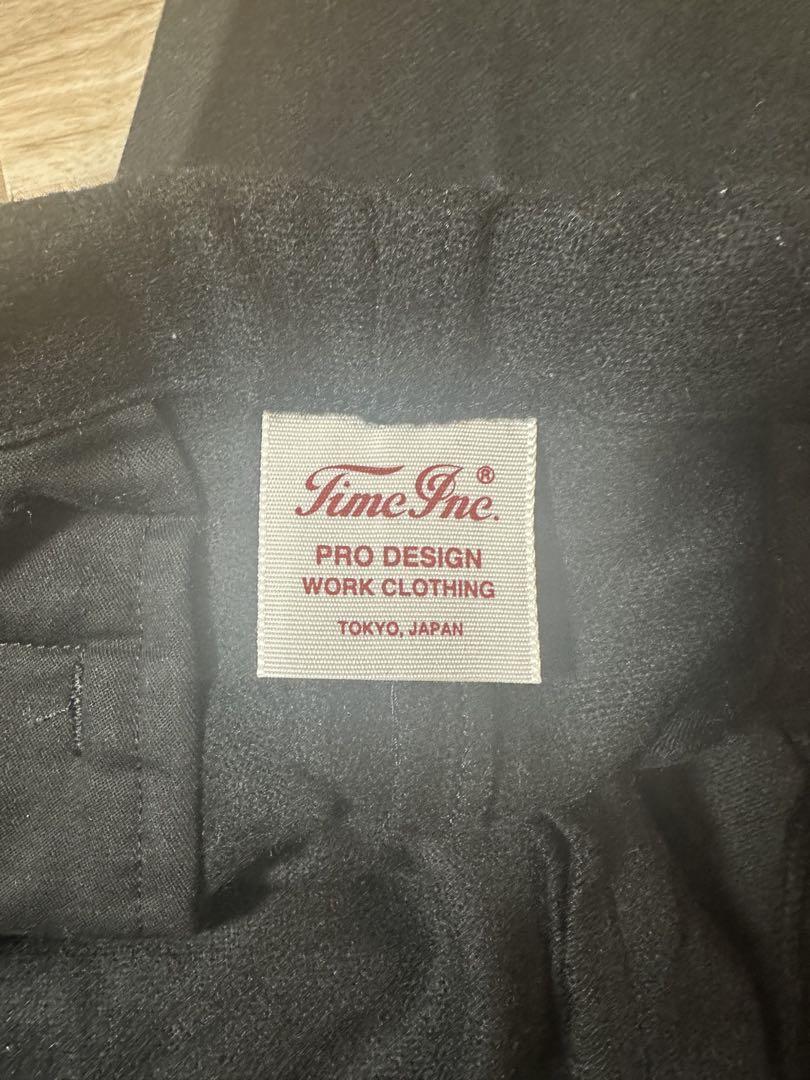 Time Inc.®
PRO DESIGN
WORK CLOTHING
TOKYO, JAPAN